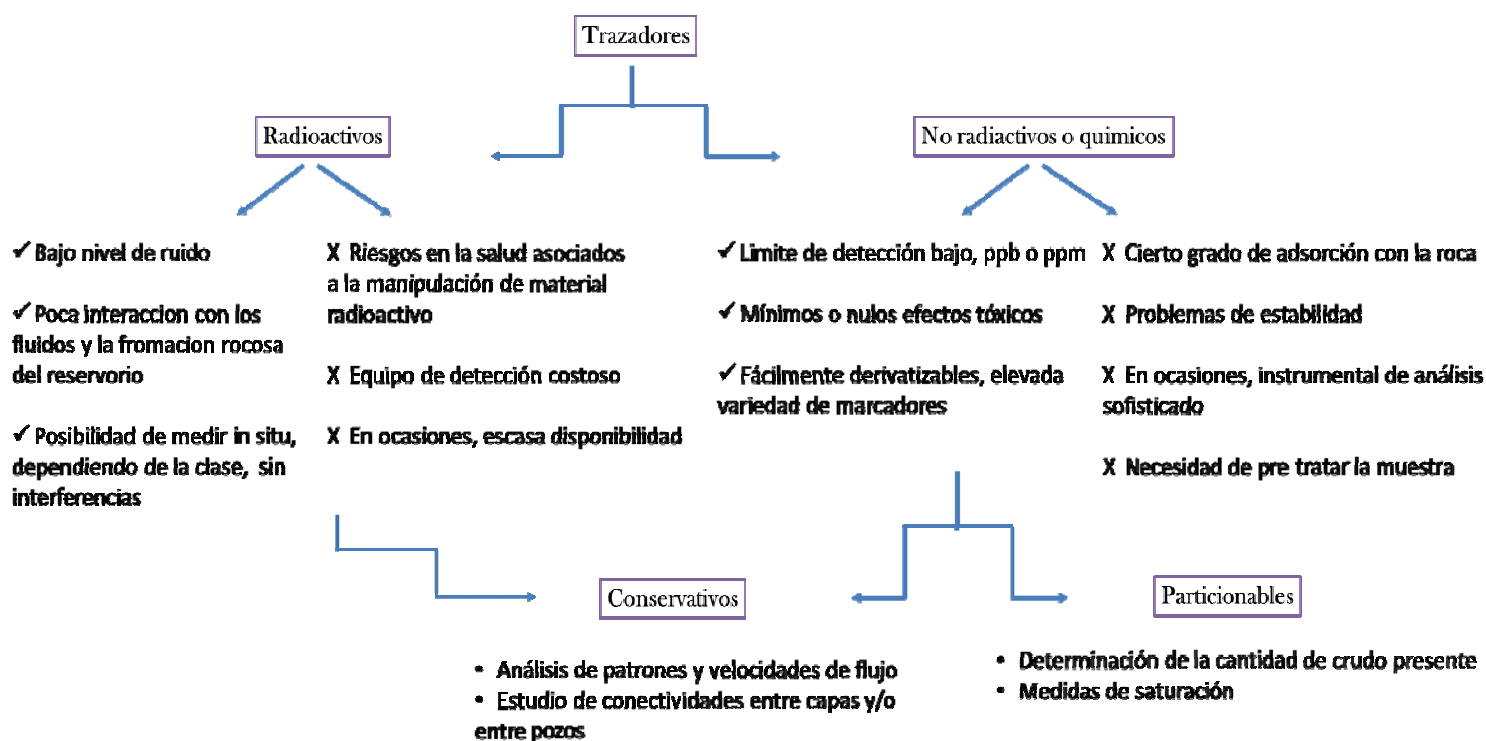 Trazadores
Radioactivos
No radiactivos o quimicos
✓ Bajo nivel de ruido
✓ Poca interaccion con los
fluidos y la fromacion rocosa
del reservorio
✓ Posibilidad de medir in situ,
dependiendo de la clase, sin
interferencias
X Riesgos en la salud asociados
a la manipulación de material
radioactivo
X Equipo de detección costoso
X En ocasiones, escasa disponibilidad
✓ Limite de detección bajo, ppb o ppm
✓ Mínimos o nulos efectos tóxicos
✓ Fácilmente derivatizables, elevada
variedad de marcadores
X Cierto grado de adsorción con la roca
X Problemas de estabilidad
X En ocasiones, instrumental de análisis
sofisticado
X Necesidad de pre tratar la muestra
Conservativos
• Análisis de patrones y velocidades de flujo
• Estudio de conectividades entre capas y/o
entre pozos
Particionables
• Determinación de la cantidad de crudo presente
• Medidas de saturación